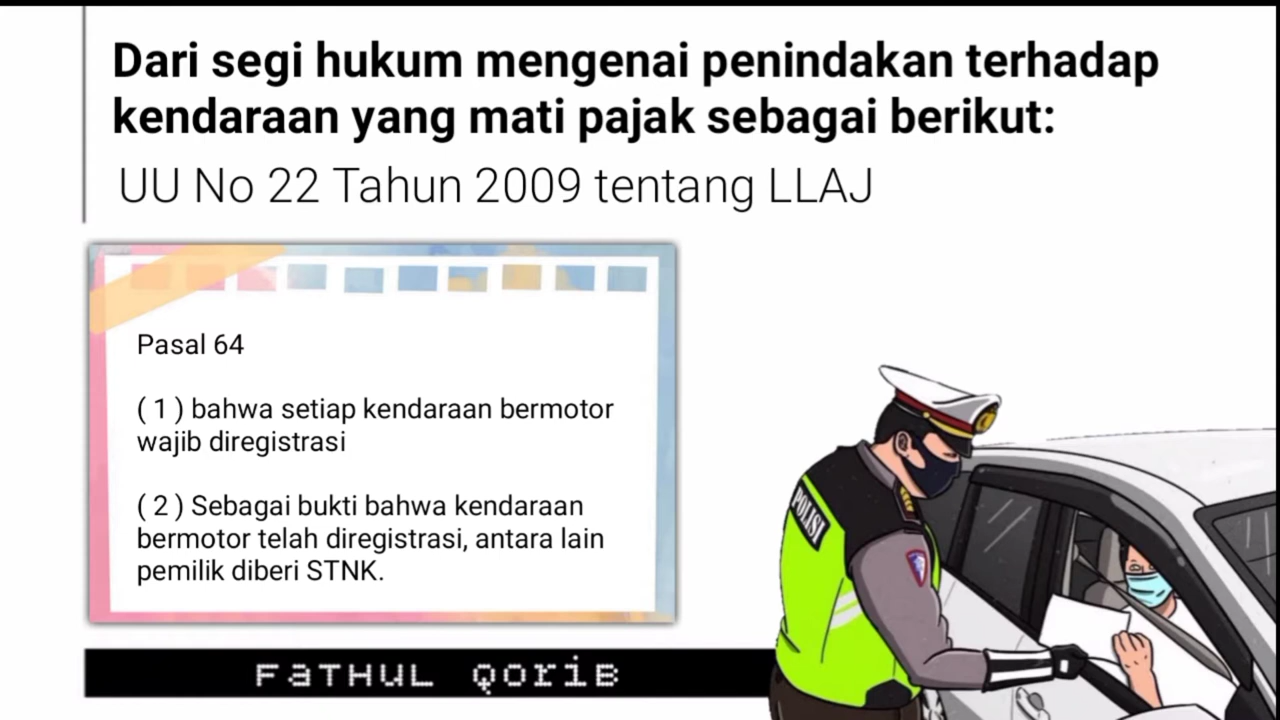 Dari segi hukum mengenai penindakan terhadap
kendaraan yang mati pajak sebagai berikut:
UU No 22 Tahun 2009 tentang LLAJ
Pasal 64
( 1 ) bahwa setiap kendaraan bermotor
wajib diregistrasi
( 2 ) Sebagai bukti bahwa kendaraan
bermotor telah diregistrasi, antara lain
pemilik diberi STNK.
POLISI
FaTHuL QoriB